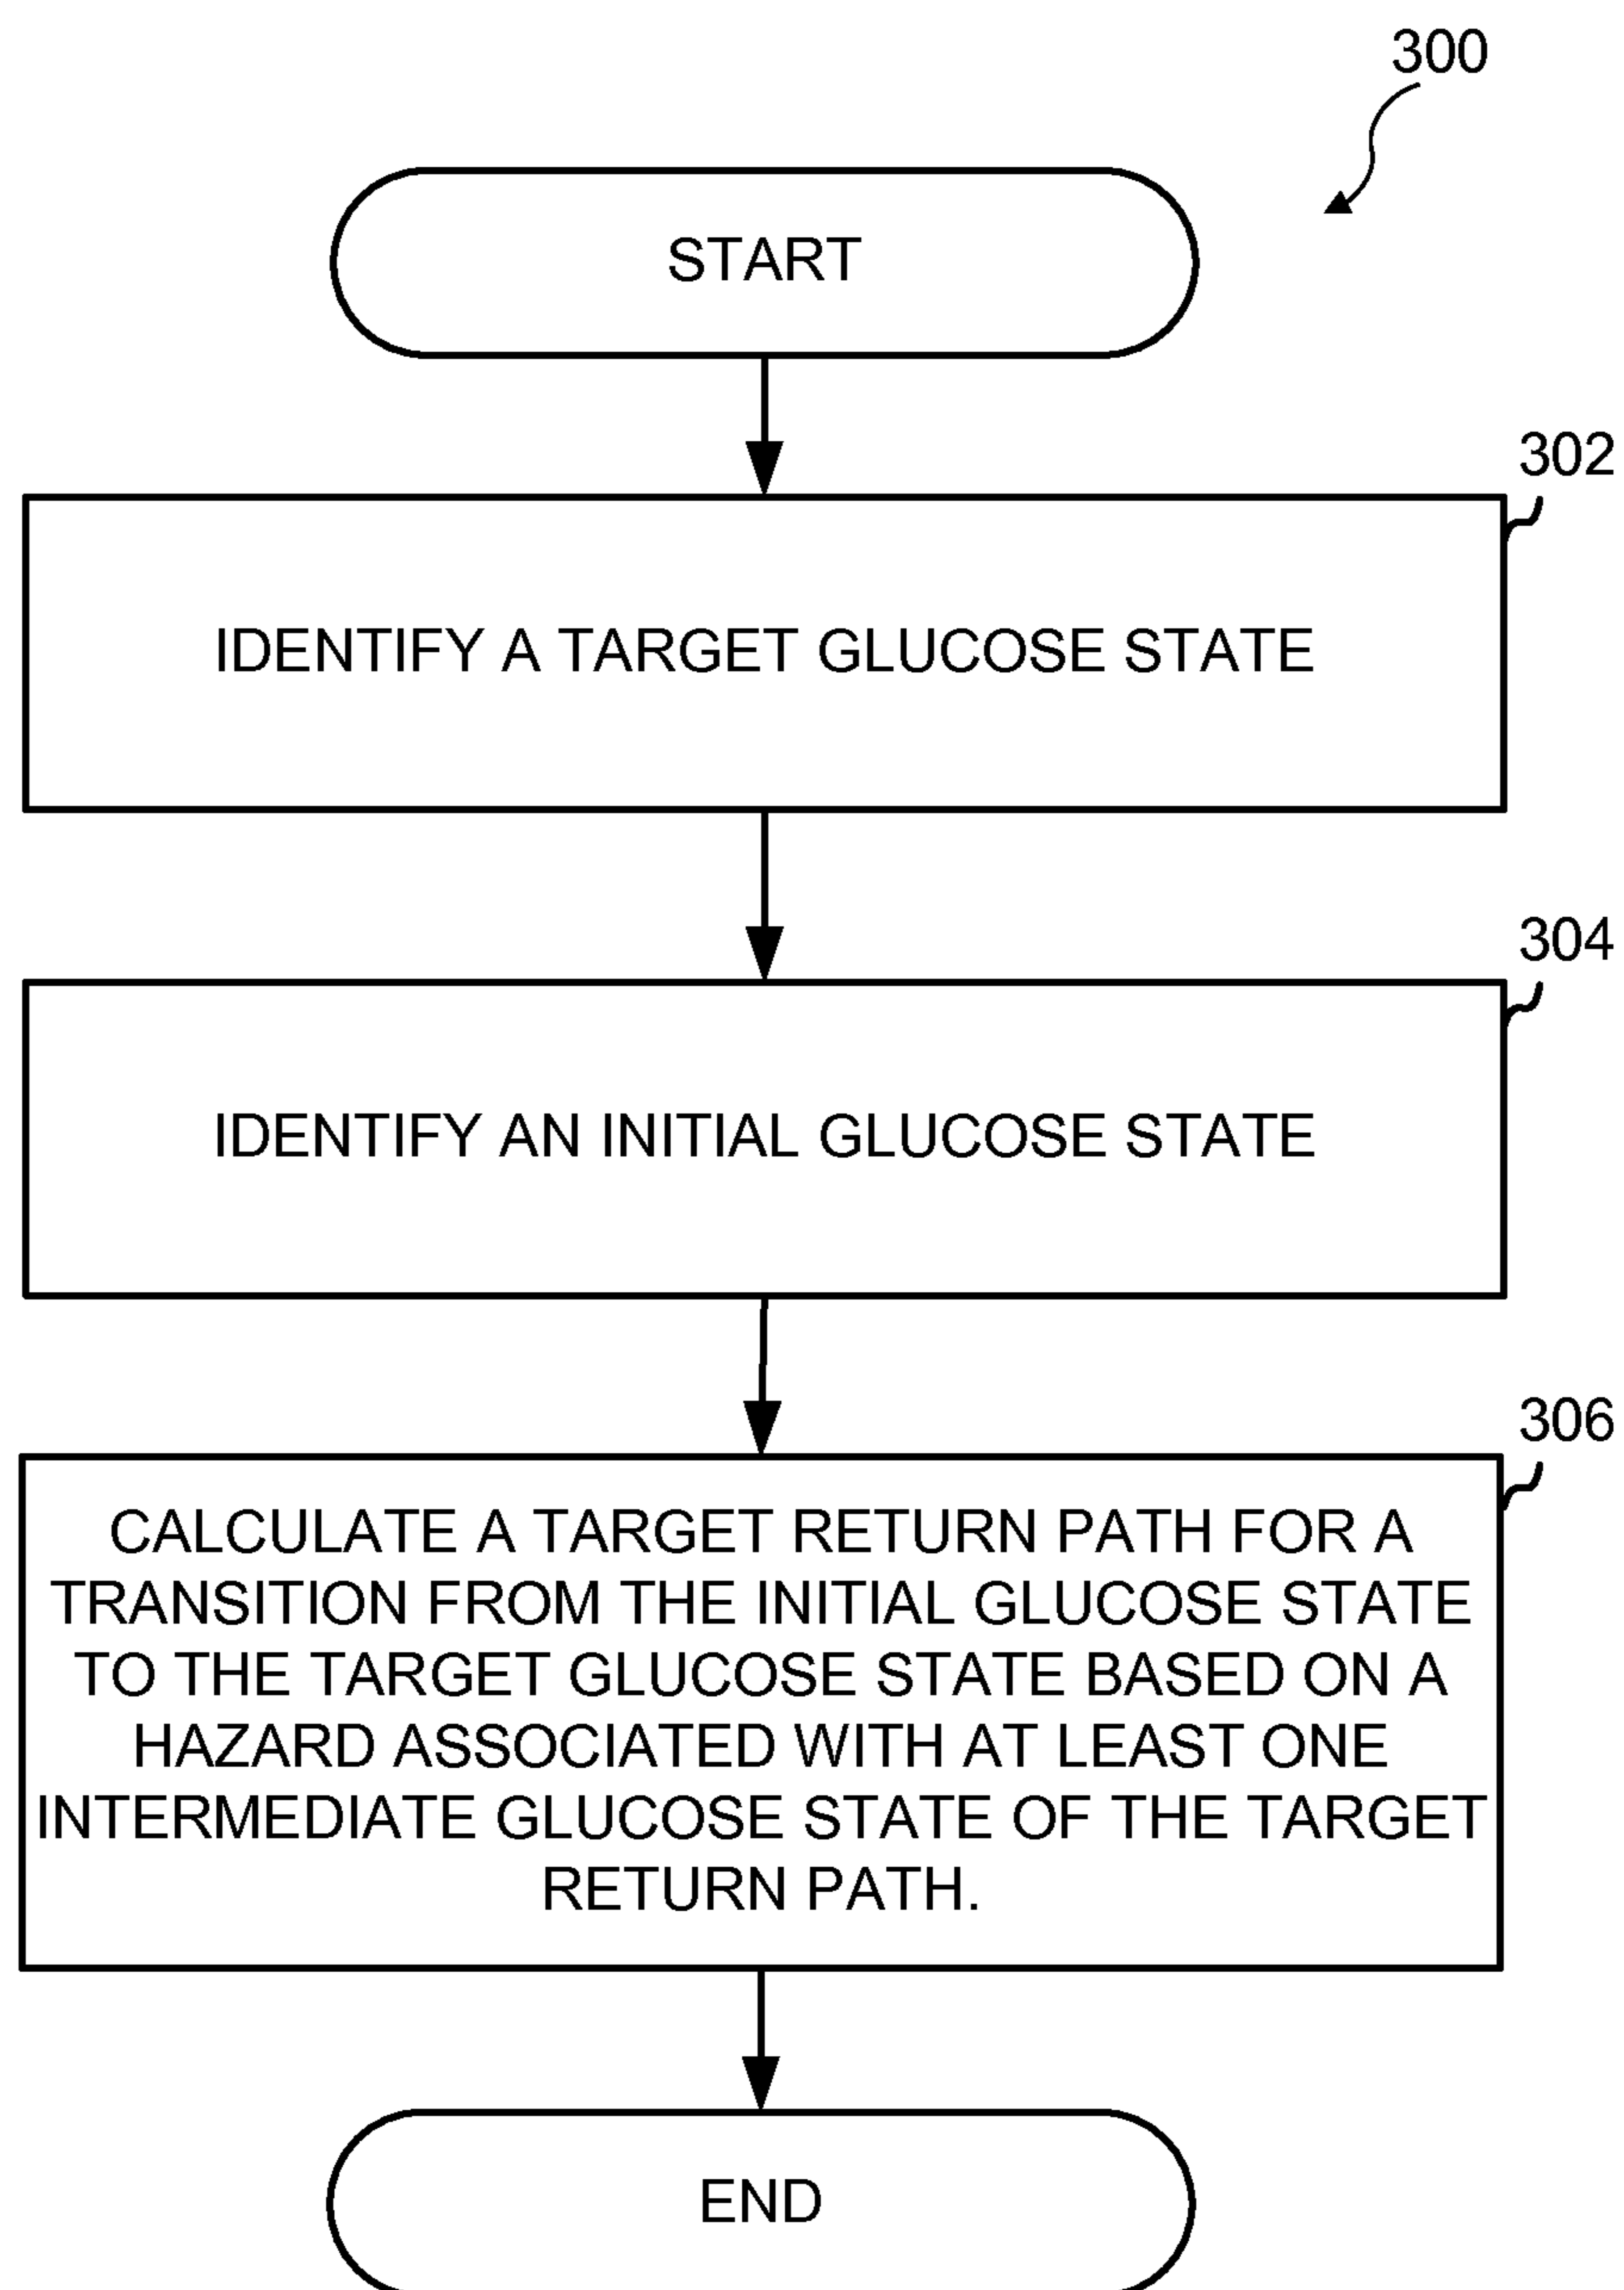 300
START
302
IDENTIFY A TARGET GLUCOSE STATE
304
IDENTIFY AN INITIAL GLUCOSE STATE
306
CALCULATE A TARGET RETURN PATH FOR A
TRANSITION FROM THE INITIAL GLUCOSE STATE
TO THE TARGET GLUCOSE STATE BASED ON A
HAZARD ASSOCIATED WITH AT LEAST ONE
INTERMEDIATE GLUCOSE STATE OF THE TARGET
RETURN PATH.
END